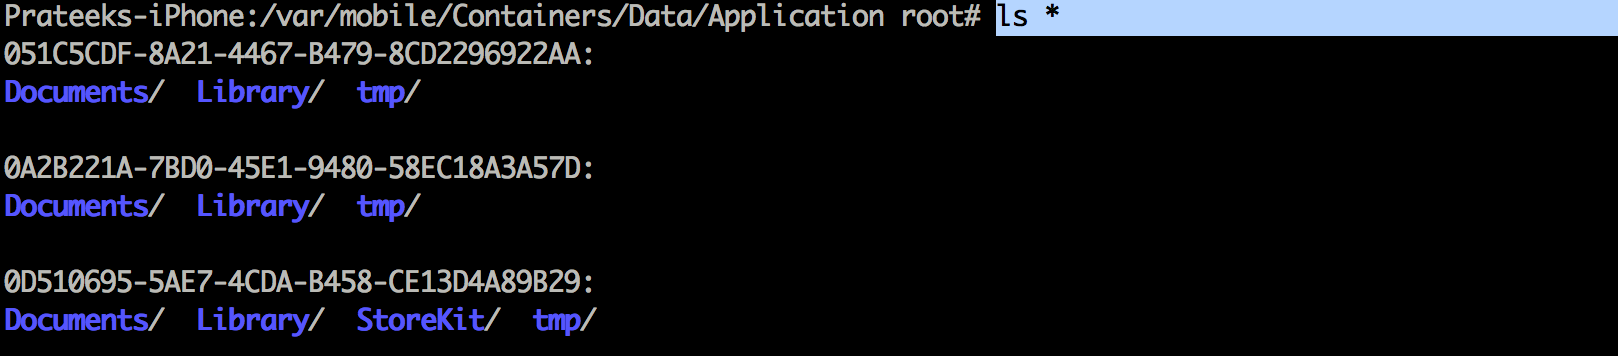 Prateeks-iPhone:/var/mobile/Containers/Data/Application root# ls *
051C5CDF-8A21-4467-B479-8CD2296922AA:
Documents/  Library/  tmp/

0A2B221A-7BD0-45E1-9480-58EC18A3A57D:
Documents/  Library/  tmp/

0D510695-5AE7-4CDA-B458-CE13D4A89B29:
Documents/  Library/  StoreKit/  tmp/